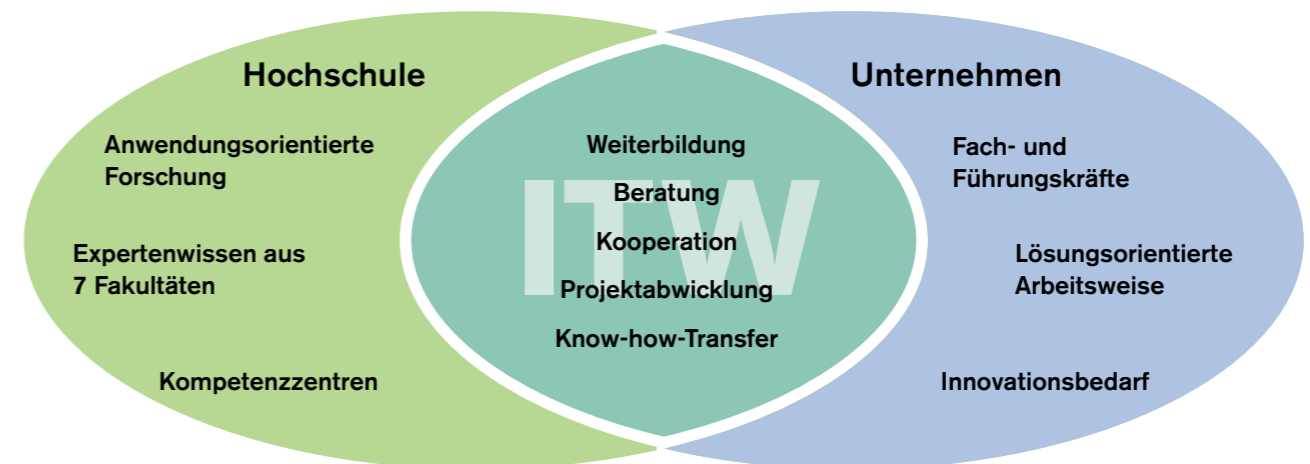 Hochschule
Anwendungsorientierte
Forschung
Expertenwissen aus
7 Fakultäten
Kompetenzzentren
ITW
Weiterbildung
Beratung
Kooperation
Projektabwicklung
Know-how-Transfer
Unternehmen
Fach- und
Führungskräfte
Lösungsorientierte
Arbeitsweise
Innovationsbedarf